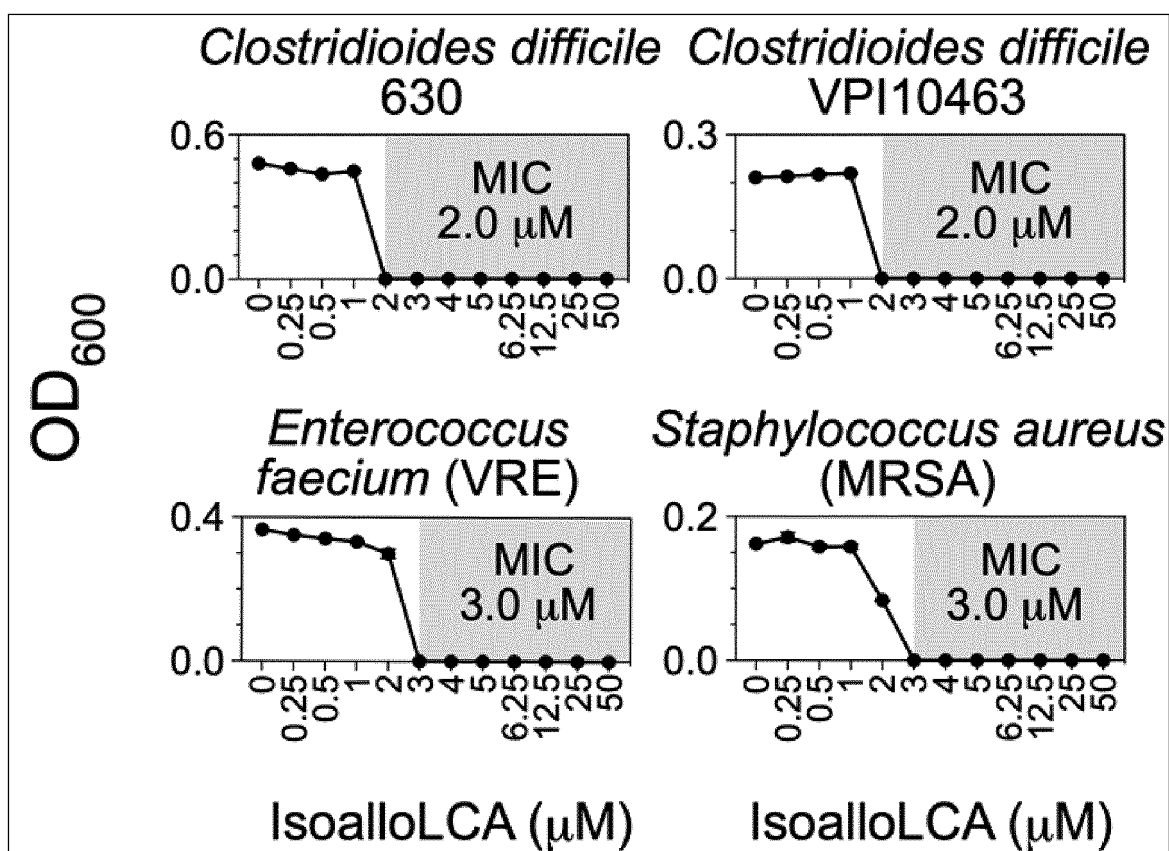 Clostridioides difficile
630
Clostridioides difficile
VPI10463
OD600
0.6
0.0
MIC
2.0 μM
0 0.25 0.5 1 2 3 4 5 6.25 12.5 25 50
0.3
0.0
MIC
2.0 μM
0 0.25 0.5 1 2 3 4 5 6.25 12.5 25 50
Enterococcus
faecium (VRE)
Staphylococcus aureus
(MRSA)
0.4
0.0
MIC
3.0 μM
0 0.25 0.5 1 2 3 4 5 6.25 12.5 25 50
0.2
0.0
MIC
3.0 μM
0 0.25 0.5 1 2 3 4 5 6.25 12.5 25 50
IsoalloLCA (μM)
IsoalloLCA (μM)